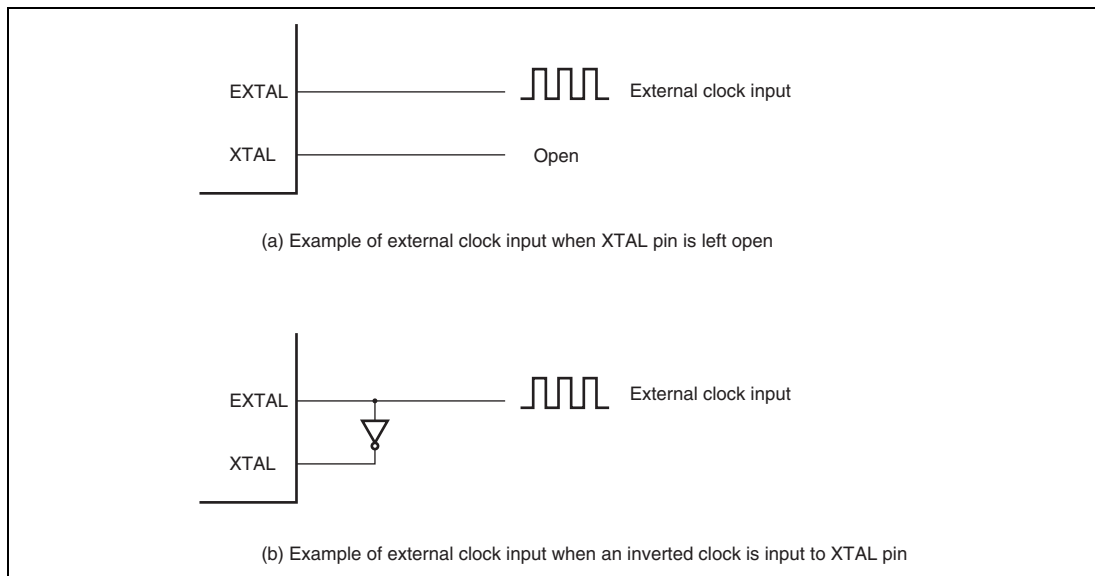 EXTAL External clock input
XTAL Open
(a) Example of external clock input when XTAL pin is left open
EXTAL External clock input
XTAL
(b) Example of external clock input when an inverted clock is input to XTAL pin